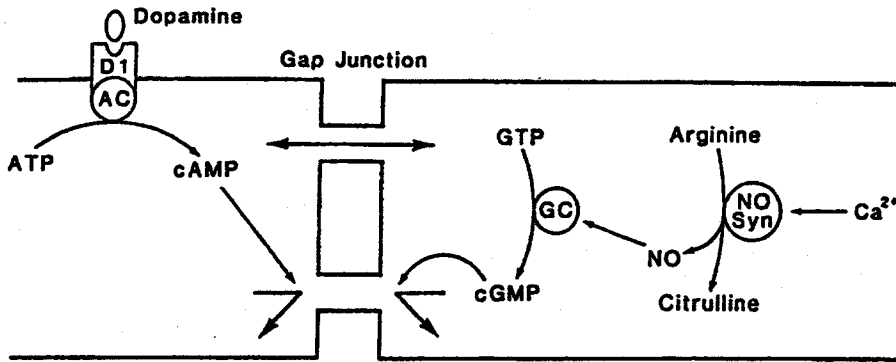 Dopamine
D1
AC
Gap Junction
ATP
cAMP
GTP
GC
cGMP
Arginine
NO
Syn
Ca2+
NO
Citrulline